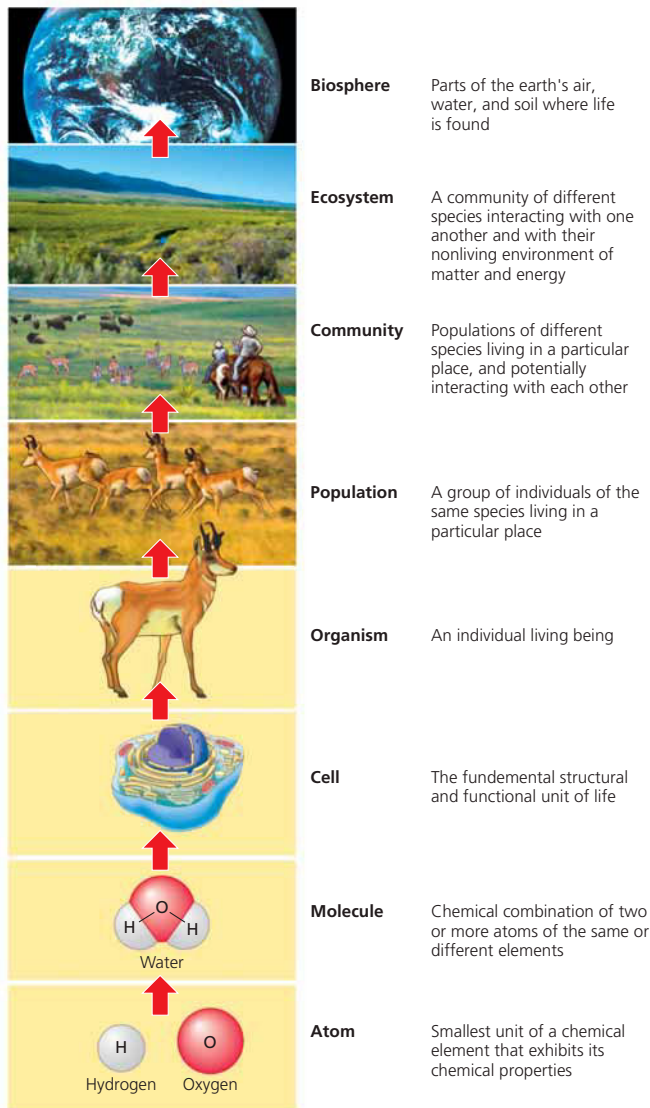 Biosphere
Parts of the earth's air,
water, and soil where life
is found
Ecosystem
A community of different
species interacting with one
another and with their
nonliving environment of
matter and energy
Community
Populations of different
species living in a particular
place, and potentially
interacting with each other
Population
A group of individuals of the
same species living in a
particular place
Organism
An individual living being
Cell
The fundemental structural
and functional unit of life
H O H
Water
Molecule
Chemical combination of two
or more atoms of the same or
different elements
H O
Hydrogen Oxygen
Atom
Smallest unit of a chemical
element that exhibits its
chemical properties